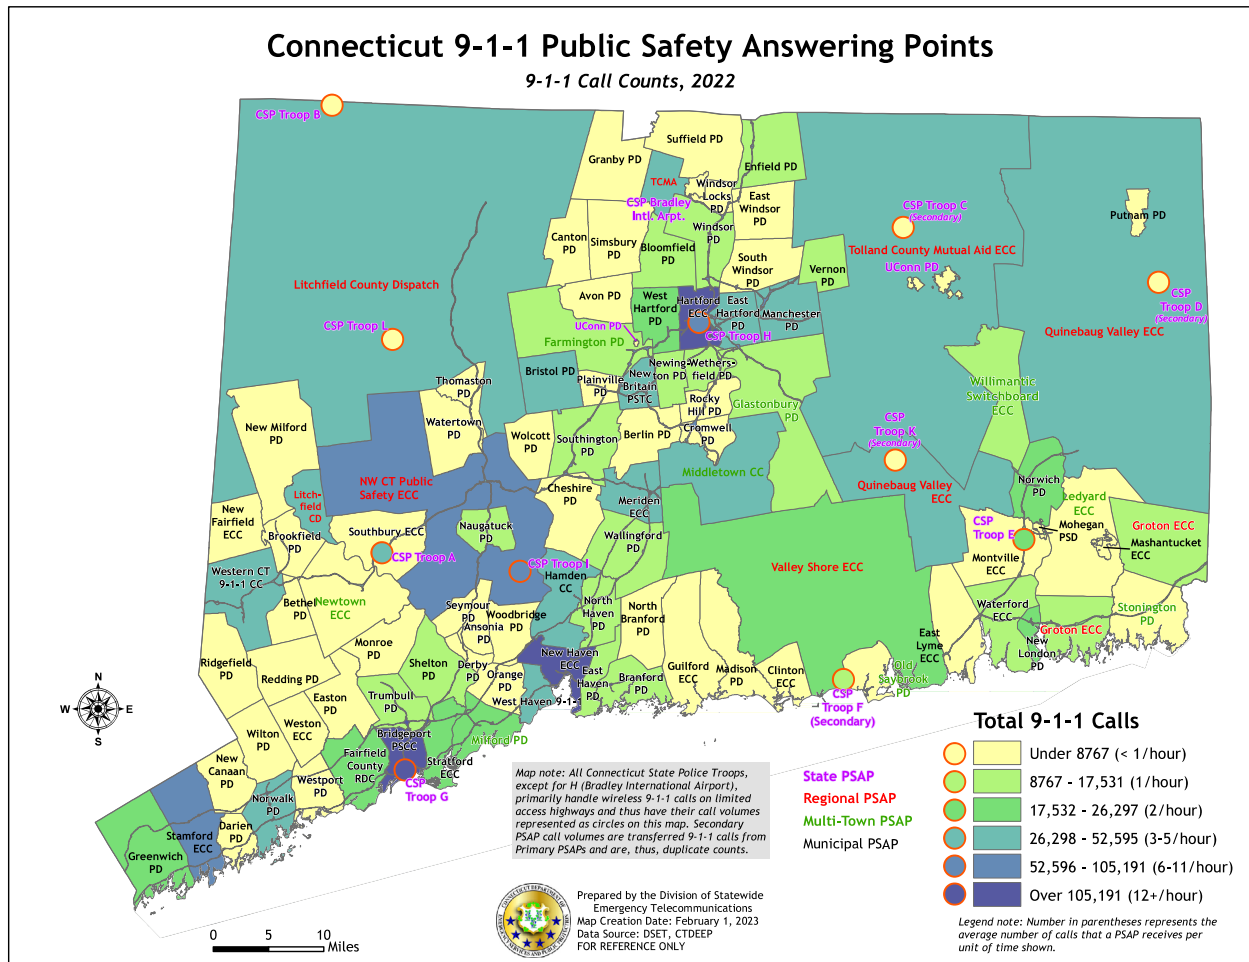 Connecticut 9-1-1 Public Safety Answering Points
9-1-1 Call Counts, 2022
CSP Troop B
Suffield PD
Granby PD
Enfield PD
TCMA
Windsor
Locks
PD
CSP Bradley
Intl. Arpt.
East
Windsor
PD
Windsor
PD
CSP Troop C
(Secondary)
Putnam PD
Canton
PD
Simsbury
PD
Bloomfield
PD
South
Windsor
PD
Vernon
PD
Tolland County Mutual Aid ECC
UConn PD
Litchfield County Dispatch
Avon PD
West
Hartford
PD
Hartford
ECC
East
Hartford
PD
Manchester
PD
CSP
Troop D
(Secondary)
CSP Troop L
UConn PD
Farmington PD
CSP Troop H
Quinebaug Valley ECC
Bristol PD
Plainville
PD
New
Britain
PSTC
Newing-
ton PD
Wethers-
field PD
Thomaston
PD
Rocky
Hill PD
Glastonbury
PD
Willimantic
Switchboard
ECC
New Milford
PD
Watertown
PD
Wolcott
PD
Southington
PD
Berlin PD
Cromwell
PD
CSP
Troop K
(Secondary)
Middletown CC
NW CT Public
Safety ECC
Cheshire
PD
Meriden
ECC
Quinebaug Valley
ECC
Norwich
PD
Litch-
field
CD
Ledyard
ECC
New
Fairfield
ECC
Brookfield
PD
Southbury ECC
Naugatuck
PD
Wallingford
PD
CSP
Troop E
Mohegan
PSD
Groton ECC
Mashantucket
ECC
CSP Troop A
CSP Troop I
Montville
ECC
Western CT
9-1-1 CC
Hamden
CC
Valley Shore ECC
Bethel
PD
Newtown
ECC
Seymour
PD
Woodbridge
PD
Ansonia
PD
North
Haven
PD
North
Branford
PD
Waterford
ECC
Stonington
PD
Monroe
PD
Groton ECC
New
London
PD
East
Lyme
ECC
Ridgefield
PD
Redding PD
Shelton
PD
Derby
PD
Orange
PD
New Haven
ECC
East
Haven
PD
Branford
PD
Guilford
ECC
Madison
PD
Clinton
ECC
Old
Saybrook
PD
Easton
PD
Trumbull
PD
West Haven 9-1-1
CSP
Troop F
(Secondary)
Weston
ECC
Wilton
PD
Bridgeport
PSCC
Milford PD
Fairfield
County
RDC
Stratford
ECC
New
Canaan
PD
Westport
PD
CSP
Troop G
Norwalk
PD
Darien
PD
Stamford
ECC
Greenwich
PD
N
W E
S
Map note: All Connecticut State Police Troops,
except for H (Bradley International Airport),
primarily handle wireless 9-1-1 calls on limited
access highways and thus have their call volumes
represented as circles on this map. Secondary
PSAP call volumes are transferred 9-1-1 calls from
Primary PSAPs and are, thus, duplicate counts.
State PSAP
Regional PSAP
Multi-Town PSAP
Municipal PSAP
Total 9-1-1 Calls
Under 8767 (< 1/hour)
8767 - 17,531 (1/hour)
17,532 - 26,297 (2/hour)
26,298 - 52,595 (3-5/hour)
52,596 - 105,191 (6-11/hour)
Over 105,191 (12+/hour)
Legend note: Number in parentheses represents the
average number of calls that a PSAP receives per
unit of time shown.
Prepared by the Division of Statewide
Emergency Telecommunications
Map Creation Date: February 1, 2023
Data Source: DSET, CTDEEP
FOR REFERENCE ONLY
0 5 10
Miles